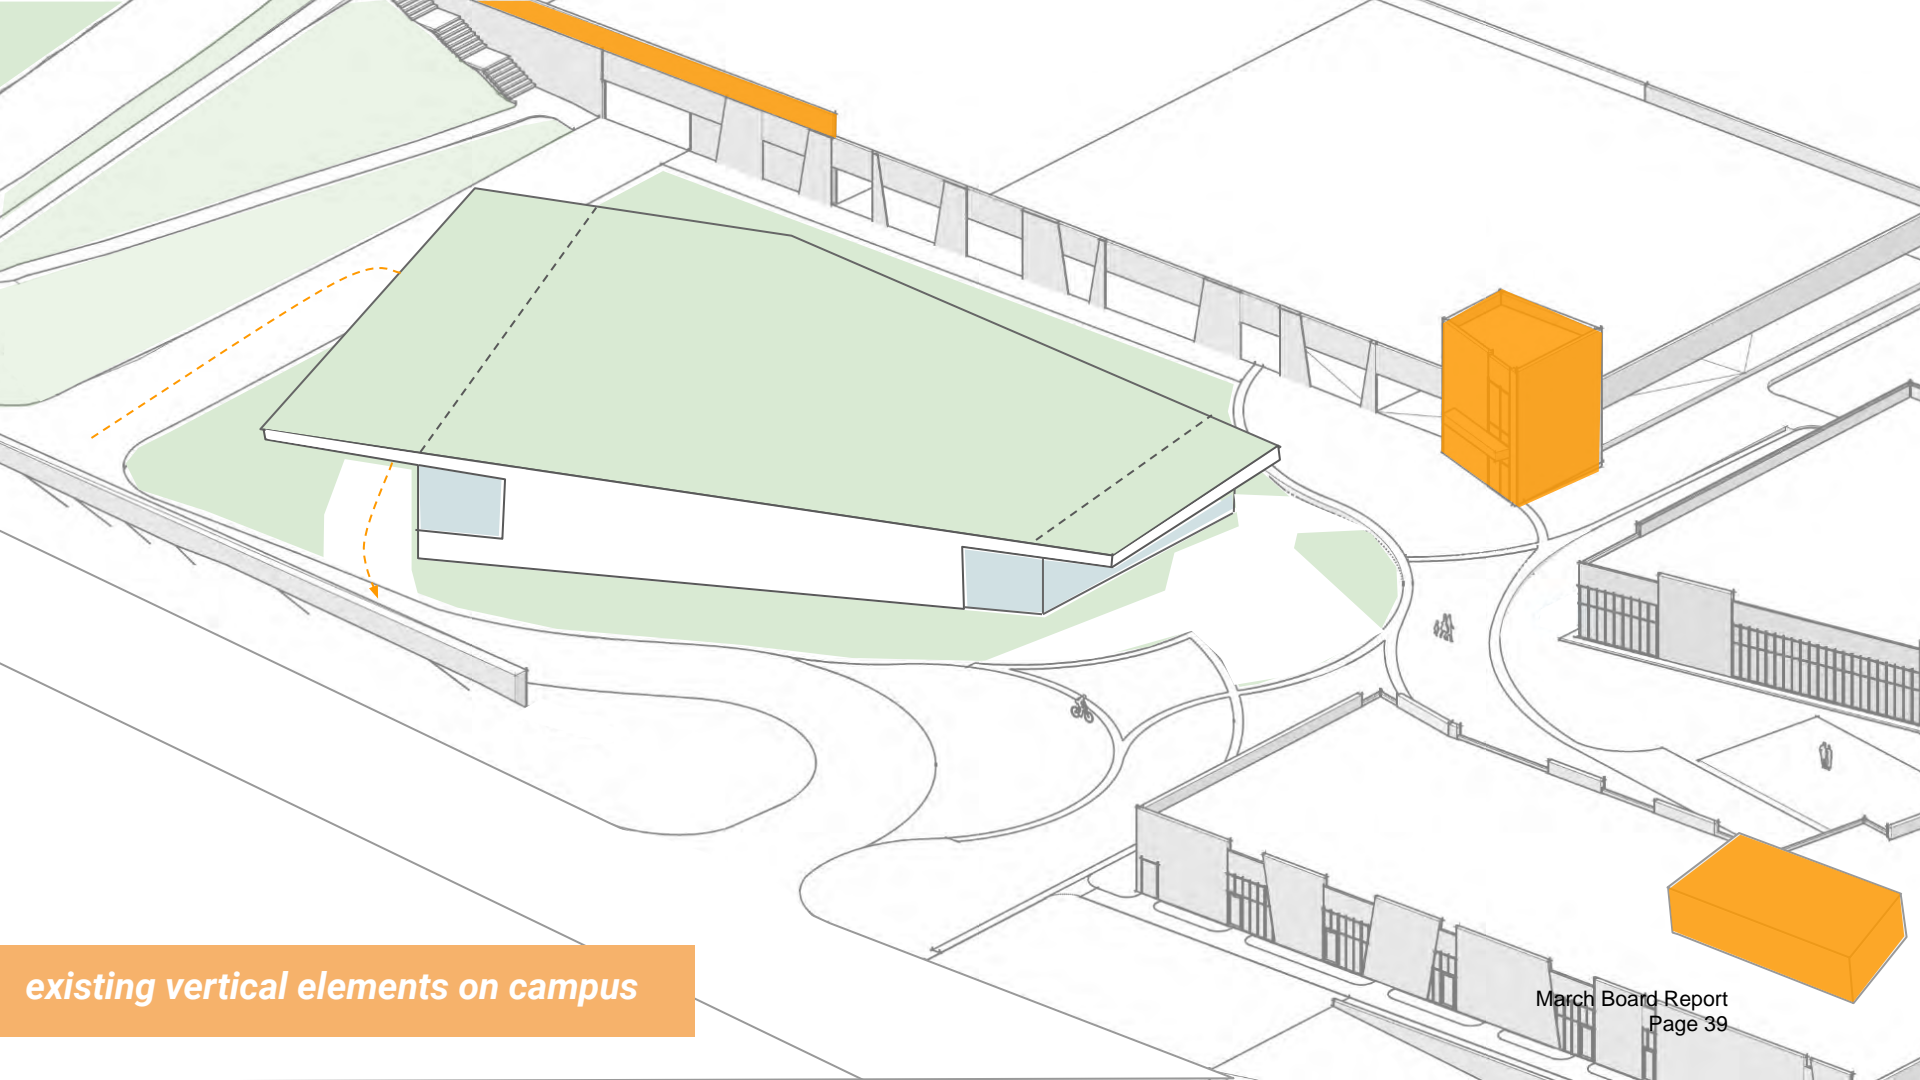 existing vertical elements on campus
March Board Report
Page 39